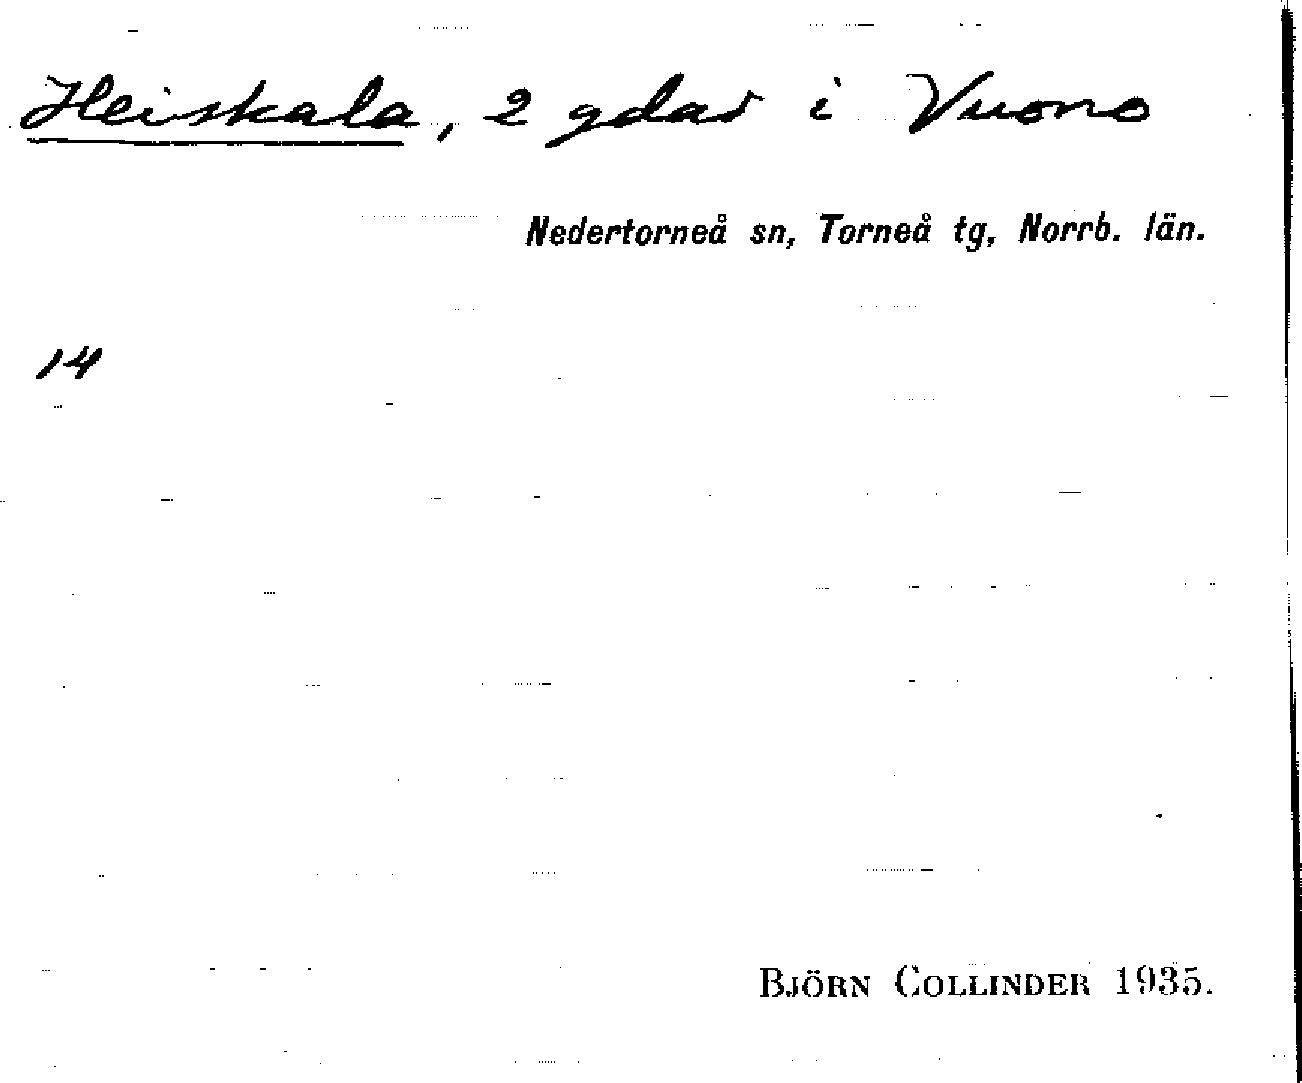 Heiskala, 2 gdar i Vuono
Nedertorneå sn, Torneå tg, Norrb. län.
14
BJÖRN COLLINDER 1935.